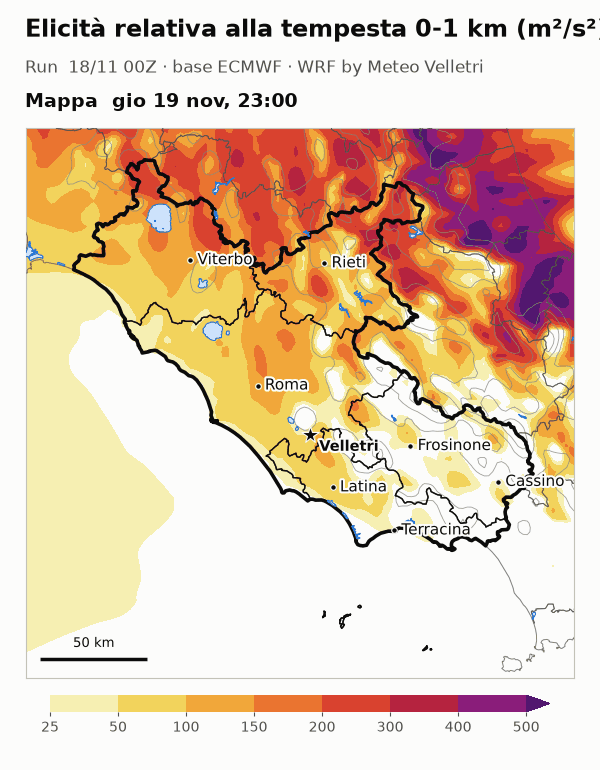 Elicità relativa alla tempesta 0-1 km (m²/s²)
Run 18/11 00Z · base ECMWF · WRF by Meteo Velletri
Mappa gio 19 nov, 23:00
Viterbo
Rieti
Roma
Velletri
Frosinone
Latina
Cassino
Terracina
50 km
25 50 100 150 200 300 400 500